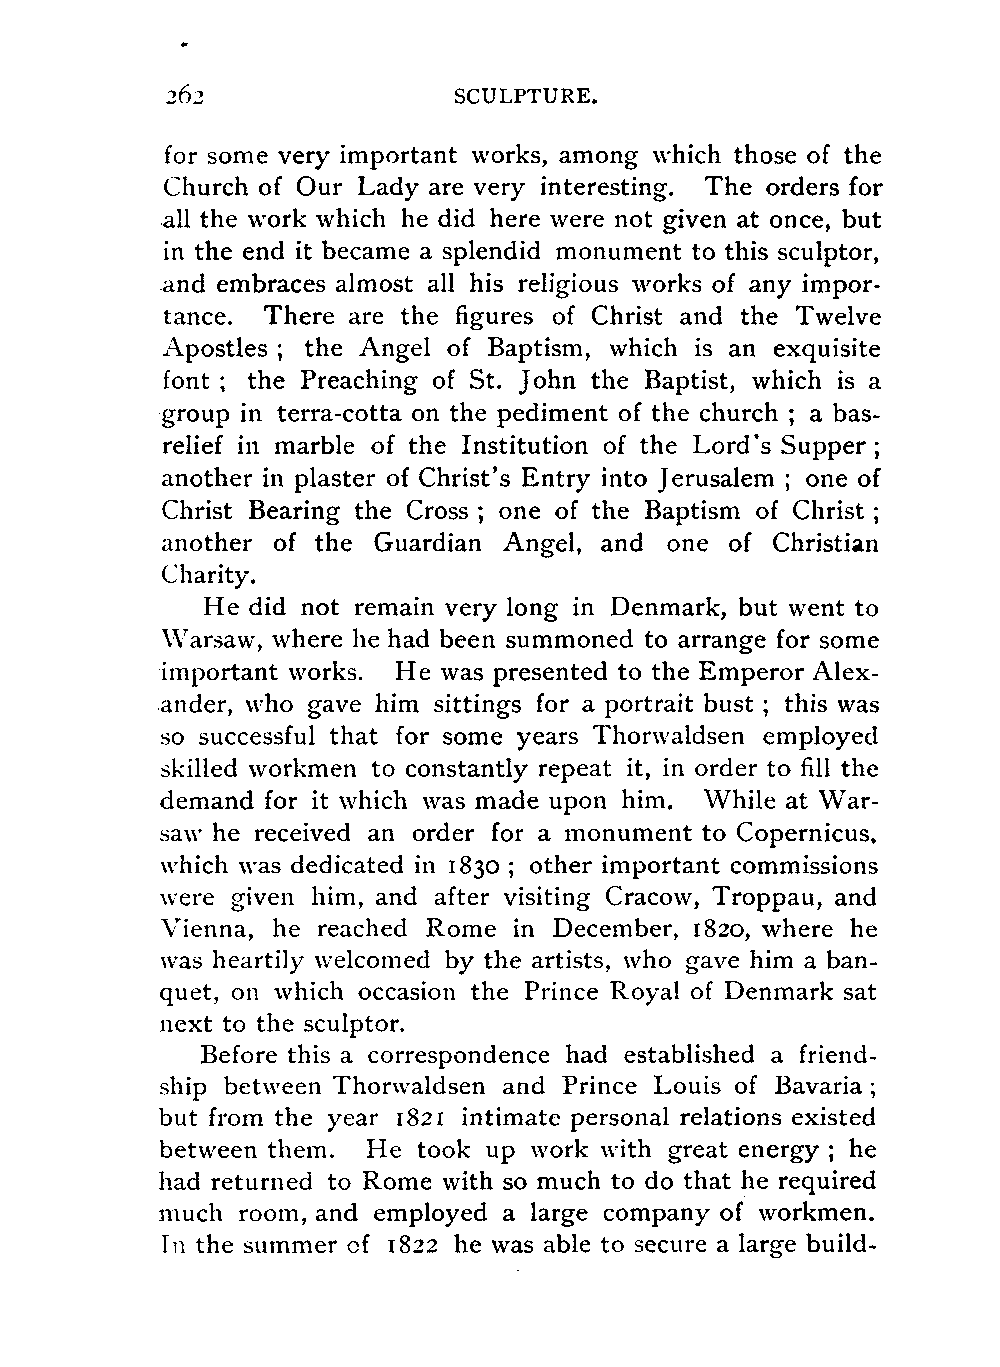 262 SCULPTURE.
for some very important works, among which those of the
Church of Our Lady are very interesting. The orders for
all the work which he did here were not given at once, but
in the end it became a splendid monument to this sculptor,
and embraces almost all his religious works of any impor-
tance. There are the figures of Christ and the Twelve
Apostles ; the Angel of Baptism, which is an exquisite
font ; the Preaching of St. John the Baptist, which is a
group in terra-cotta on the pediment of the church ; a bas-
relief in marble of the Institution of the Lord's Supper ;
another in plaster of Christ's Entry into Jerusalem ; one of
Christ Bearing the Cross ; one of the Baptism of Christ ;
another of the Guardian Angel, and one of Christian
Charity.
He did not remain very long in Denmark, but went to
Warsaw, where he had been summoned to arrange for some
important works. He was presented to the Emperor Alex-
ander, who gave him sittings for a portrait bust ; this was
so successful that for some years Thorwaldsen employed
skilled workmen to constantly repeat it, in order to fill the
demand for it which was made upon him. While at War-
saw he received an order for a monument to Copernicus,
which was dedicated in 1830 ; other important commissions
were given him, and after visiting Cracow, Troppau, and
Vienna, he reached Rome in December, 1820, where he
was heartily welcomed by the artists, who gave him a ban-
quet, on which occasion the Prince Royal of Denmark sat
next to the sculptor.
Before this a correspondence had established a friend-
ship between Thorwaldsen and Prince Louis of Bavaria ;
but from the year 1821 intimate personal relations existed
between them. He took up work with great energy ; he
had returned to Rome with so much to do that he required
much room, and employed a large company of workmen.
In the summer of 1822 he was able to secure a large build-